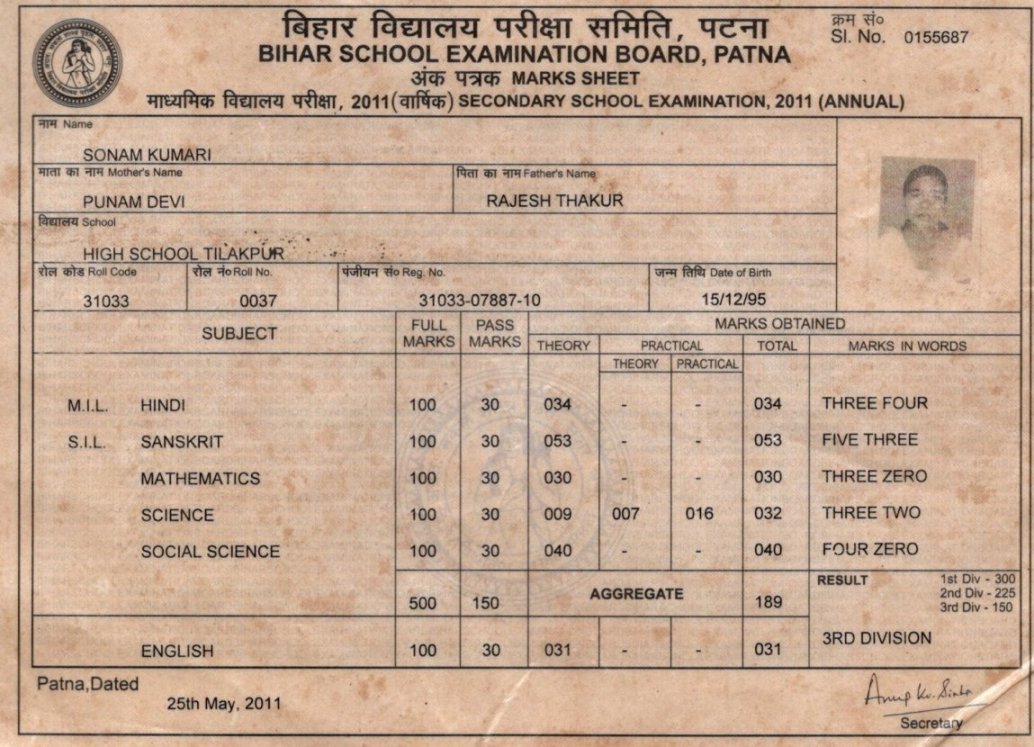 बिहार विद्यालय परीक्षा समिति, पटना
क्रम सं०
BIHAR SCHOOL EXAMINATION BOARD, PATNA
Sl. No. 0155687
अंक पत्रक MARKS SHEET
माध्यमिक विद्यालय परीक्षा, 2011(वार्षिक) SECONDARY SCHOOL EXAMINATION, 2011 (ANNUAL)
नाम Name
SONAM KUMARI
माता का नाम Mother's Name पिता का नाम Father's Name
PUNAM DEVI RAJESH THAKUR
विद्यालय School
HIGH SCHOOL TILAKPUR
रोल कोड Roll Code रोल नं० Roll No. पंजीयन सं० Reg. No. जन्म तिथि Date of Birth
31033 0037 31033-07887-10 15/12/95
SUBJECT FULL MARKS PASS MARKS MARKS OBTAINED
THEORY PRACTICAL TOTAL MARKS IN WORDS
THEORY PRACTICAL
M.I.L. HINDI 100 30 034 - - 034 THREE FOUR
S.I.L. SANSKRIT 100 30 053 - - 053 FIVE THREE
MATHEMATICS 100 30 030 - - 030 THREE ZERO
SCIENCE 100 30 009 007 016 032 THREE TWO
SOCIAL SCIENCE 100 30 040 - - 040 FOUR ZERO
500 150 AGGREGATE 189 RESULT 1st Div - 300
2nd Div - 225
3rd Div - 150
ENGLISH 100 30 031 - - 031 3RD DIVISION
Patna,Dated
25th May, 2011
Anup Kr. Sinha
Secretary